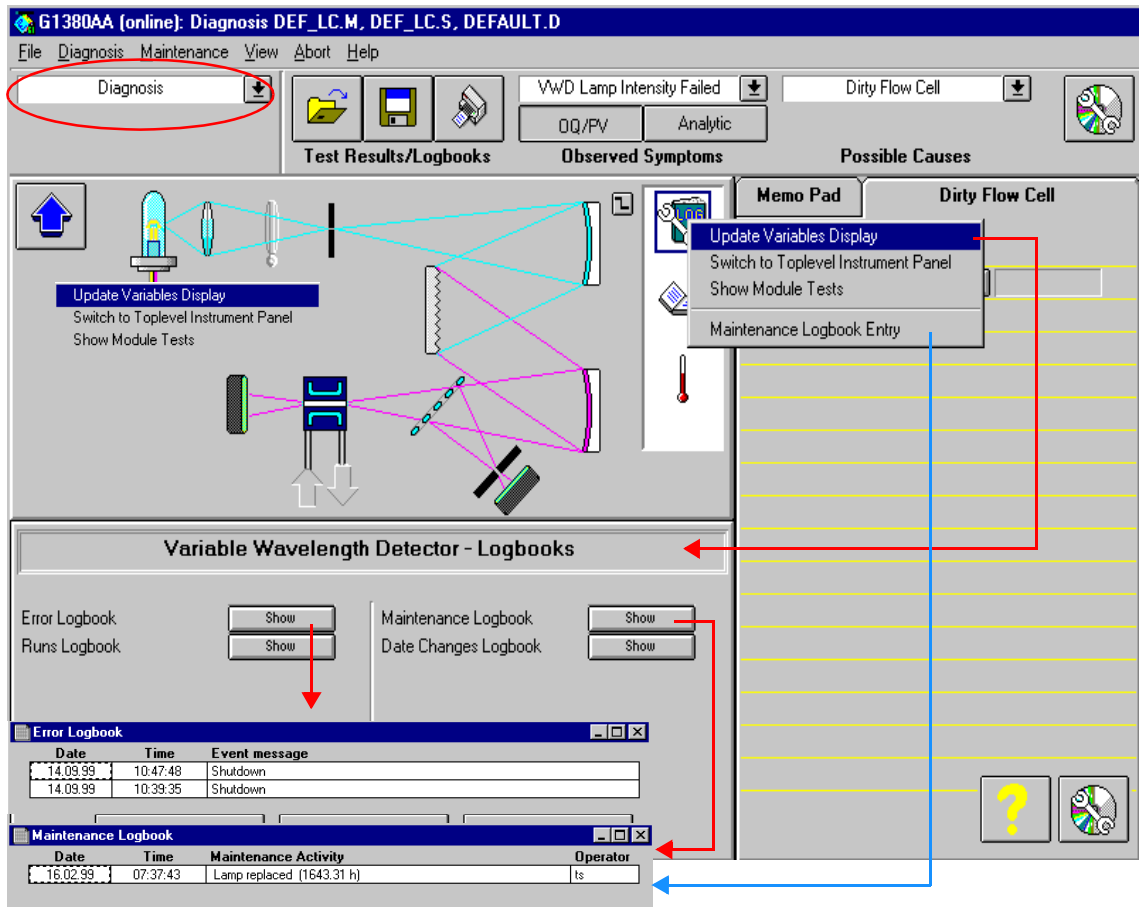 G1380AA (online): Diagnosis DEF_LC.M, DEF_LC.S, DEFAULT.D
File Diagnosis Maintenance View Abort Help
Diagnosis
VWD Lamp Intensity Failed
Dirty Flow Cell
OQ/PV
Analytic
Test Results/Logbooks
Observed Symptoms
Possible Causes
LOG
Memo Pad
Dirty Flow Cell
Update Variables Display
Switch to Toplevel Instrument Panel
Show Module Tests
Maintenance Logbook Entry
Update Variables Display
Switch to Toplevel Instrument Panel
Show Module Tests
Variable Wavelength Detector - Logbooks
Error Logbook Show
Maintenance Logbook Show
Runs Logbook Show
Date Changes Logbook Show
Error Logbook
Date Time Event message
14.09.99 10:47:48 Shutdown
14.09.99 10:39:35 Shutdown
Maintenance Logbook
Date Time Maintenance Activity Operator
16.02.99 07:37:43 Lamp replaced (1643.31 h) ts
?